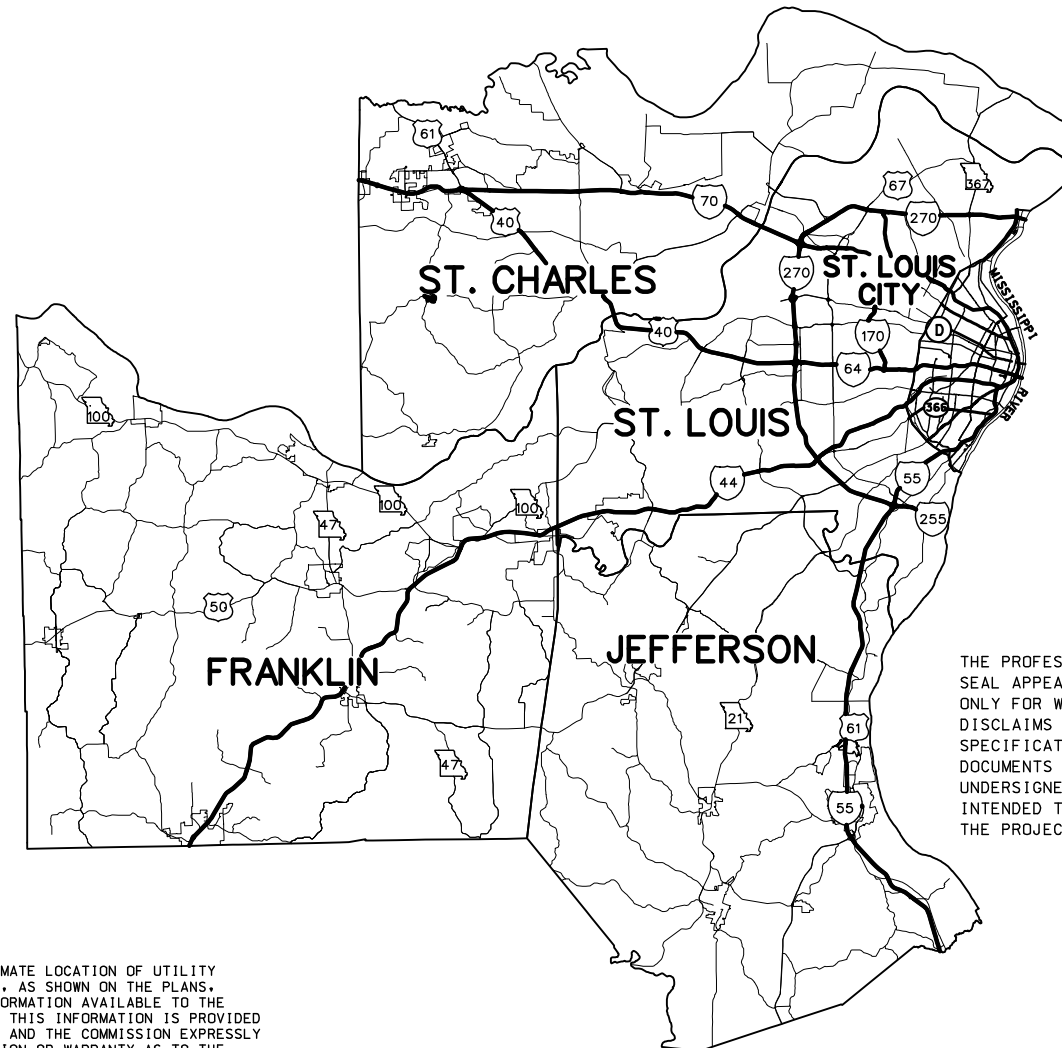 61
67
367
70
270
40
ST. LOUIS
CITY
270
ST. CHARLES
MISSISSIPPI
RIVER
40
170
D
64
100
366
ST. LOUIS
44
55
100
100
47
255
50
JEFFERSON
FRANKLIN
21
61
47
55
THE PROFES
SEAL APPEA
ONLY FOR W
DISCLAIMS
SPECIFICAT
DOCUMENTS
UNDERSIGNE
INTENDED T
THE PROJEC
MATE LOCATION OF UTILITY
, AS SHOWN ON THE PLANS,
ORMATION AVAILABLE TO THE
THIS INFORMATION IS PROVIDED
AND THE COMMISSION EXPRESSLY